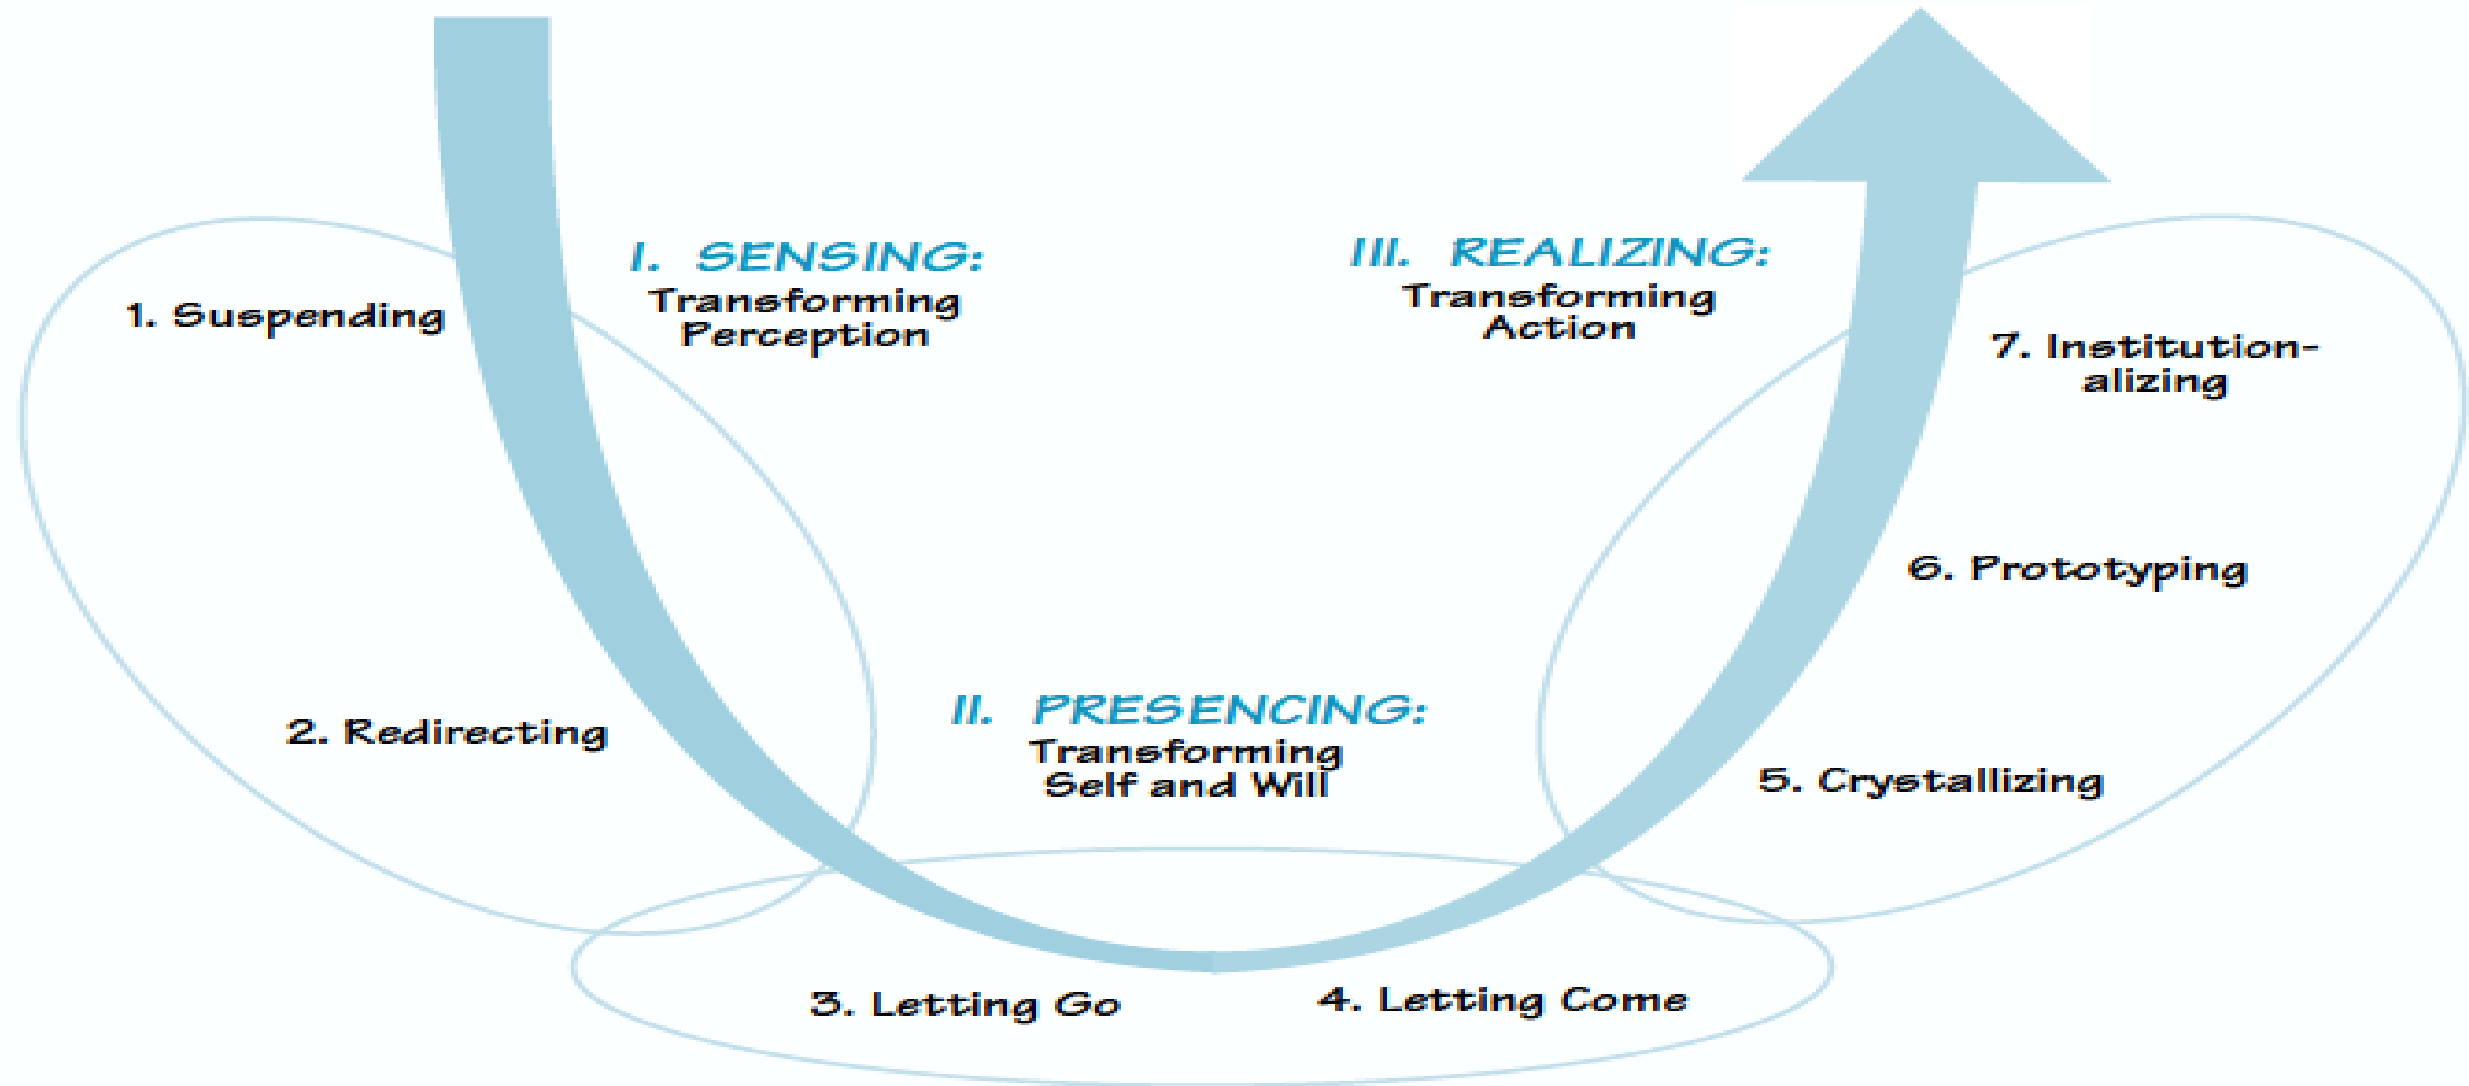 I. SENSING:
Transforming
Perception
1. Suspending
2. Redirecting
II. PRESENCING:
Transforming
Self and Will
3. Letting Go
4. Letting Come
III. REALIZING:
Transforming
Action
5. Crystallizing
6. Prototyping
7. Institution-
alizing